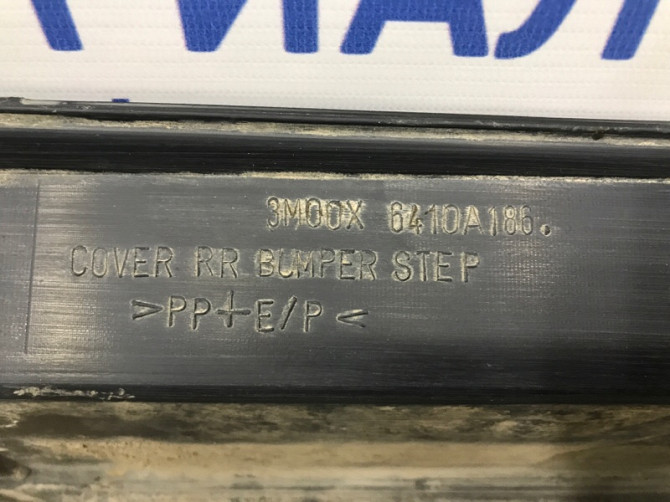 3M00X 6410A186.
COVER RR BUMPER STEP
>PP+E/P<